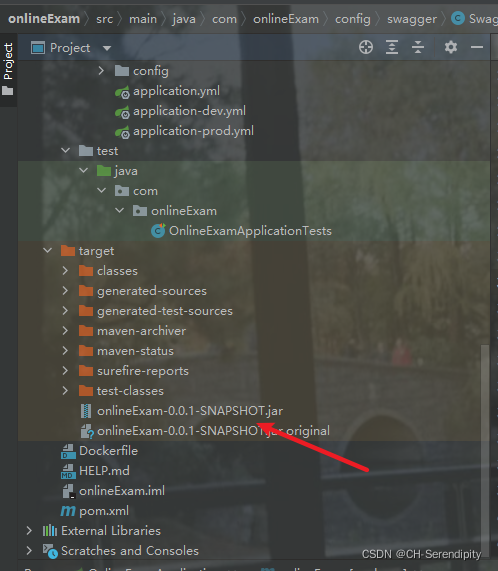 onlineExam > src > main > java > com > onlineExam > config > swagger > Swag
Project
Project
config
application.yml
application-dev.yml
application-prod.yml
test
java
com
onlineExam
OnlineExamApplicationTests
target
classes
generated-sources
generated-test-sources
maven-archiver
maven-status
surefire-reports
test-classes
onlineExam-0.0.1-SNAPSHOT.jar
onlineExam-0.0.1-SNAPSHOT.jar.original
Dockerfile
HELP.md
onlineExam.iml
pom.xml
External Libraries
Scratches and Consoles
CSDN @CH-Serendipity